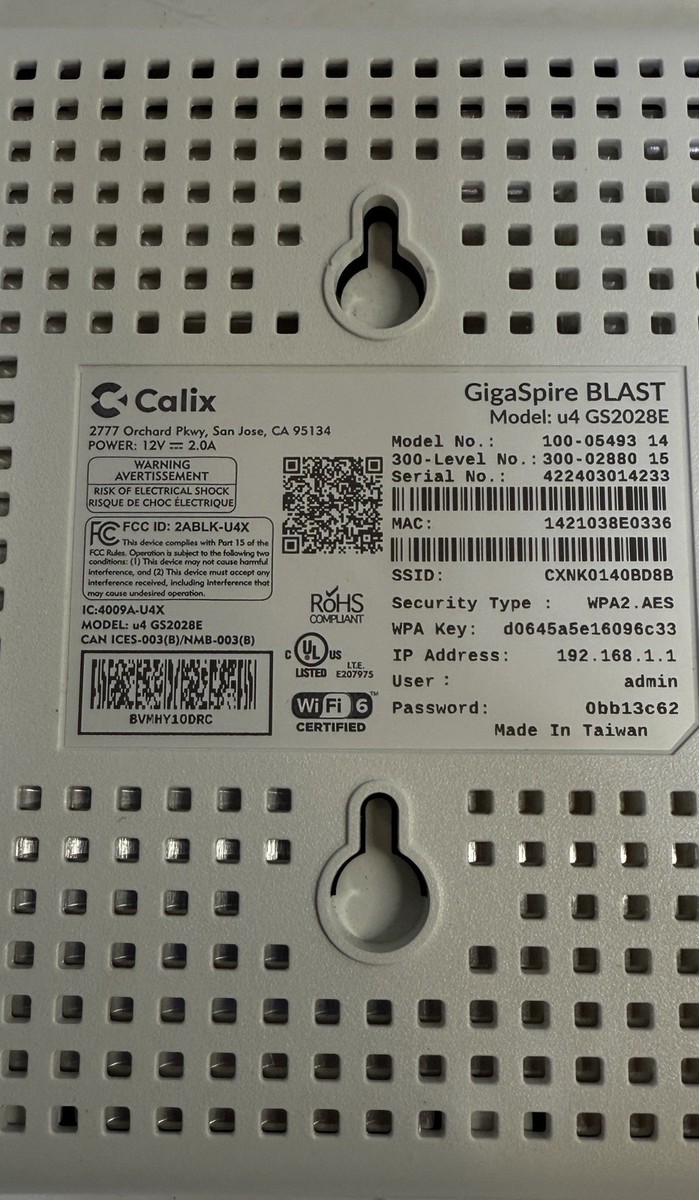 Calix
2777 Orchard Pkwy, San Jose, CA 95134
POWER: 12V ⎓ 2.0A
WARNING
AVERTISSEMENT
RISK OF ELECTRICAL SHOCK
RISQUE DE CHOC ÉLECTRIQUE
FC FCC ID: 2ABLK-U4X
This device complies with Part 15 of the
FCC Rules. Operation is subject to the following two
conditions: (1) This device may not cause harmful
interference, and (2) This device must accept any
interference received, including interference that
may cause undesired operation.
IC:4009A-U4X
MODEL: u4 GS2028E
CAN ICES-003(B)/NMB-003(B)
BVMHY10DRC
RoHS
COMPLIANT
C UL US
LISTED I.T.E.
E207975
Wi Fi 6™
CERTIFIED
GigaSpire BLAST
Model: u4 GS2028E
Model No.: 100-05493 14
300-Level No.: 300-02880 15
Serial No.: 422403014233
MAC: 1421038E0336
SSID: CXNK0140BD8B
Security Type : WPA2.AES
WPA Key: d0645a5e16096c33
IP Address: 192.168.1.1
User : admin
Password: 0bb13c62
Made In Taiwan